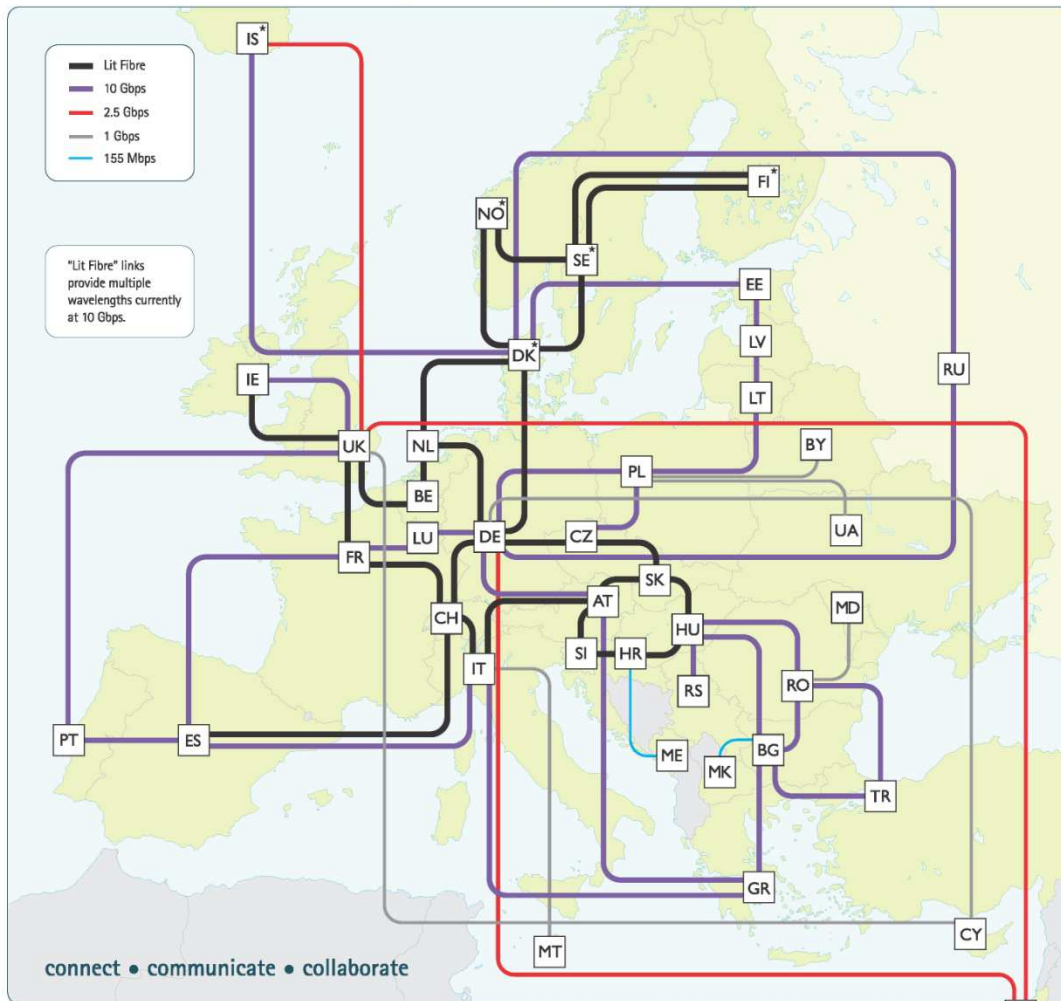 IS*
Lit Fibre
10 Gbps
2.5 Gbps
1 Gbps
155 Mbps
"Lit Fibre" links
provide multiple
wavelengths currently
at 10 Gbps.
FI*
NO*
SE*
EE
LV
DK*
RU
IE
LT
UK
NL
BY
PL
BE
UA
LU
DE
CZ
FR
SK
AT
MD
CH
HU
SI
HR
IT
RS
RO
PT
ES
ME
MK
BG
TR
GR
CY
MT
connect • communicate • collaborate